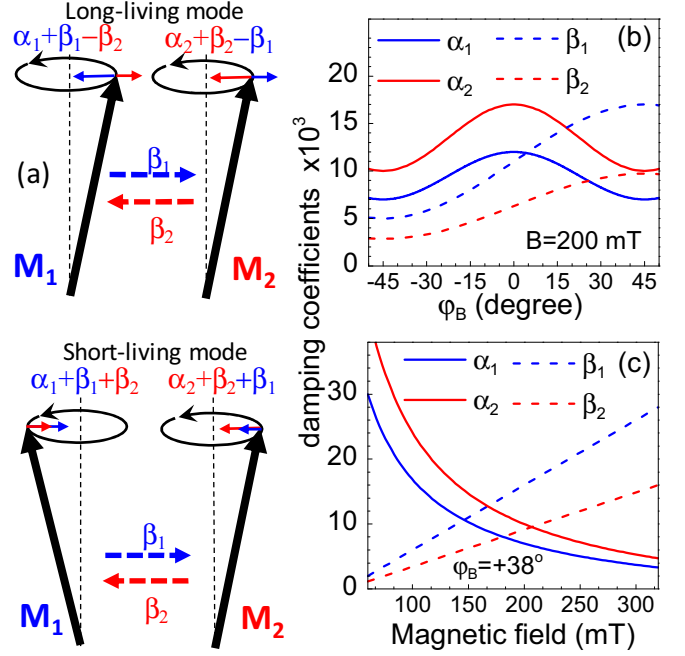 Long-living mode
α₁+β₁−β₂ α₂+β₂−β₁
(a)
β₁
β₂
M₁ M₂
Short-living mode
α₁+β₁+β₂ α₂+β₂+β₁
β₁
β₂
M₁ M₂
damping coefficients x10³
α₁ β₁ (b)
α₂ β₂
20
15
10
5
0
B=200 mT
-45 -30 -15 0 15 30 45
φB (degree)
α₁ β₁ (c)
α₂ β₂
30
20
10
0
φB=+38°
100 150 200 250 300
Magnetic field (mT)